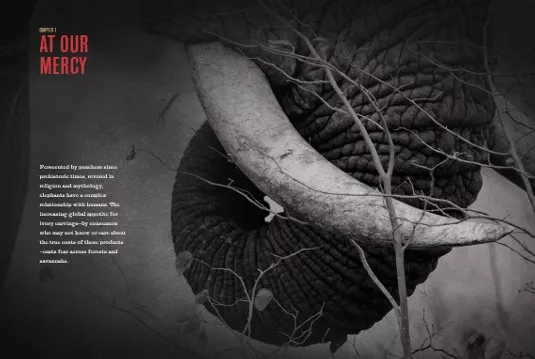 CHAPTER 1
AT OUR
MERCY
Persecuted by poachers since
prehistoric times, revered in
religion and mythology,
elephants have a complex
relationship with humans. The
increasing global appetite for
ivory carvings–by consumers
who may not know or care about
the true costs of these products
–casts fear across forests and
savannahs.